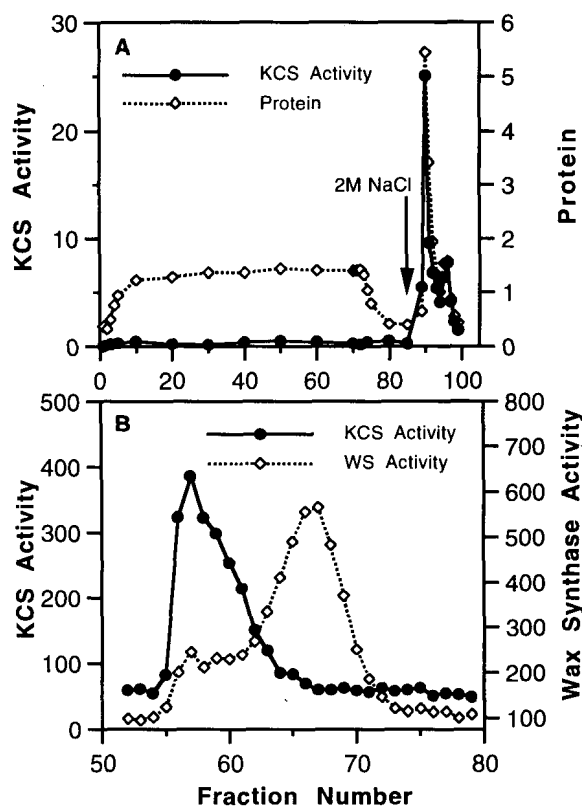 A
KCS Activity
Protein
2M NaCl
KCS Activity
Protein
30
20
10
0
6
5
4
3
2
1
0
0 20 40 60 80 100
B
KCS Activity
WS Activity
KCS Activity
Wax Synthase Activity
500
400
300
200
100
0
800
700
600
500
400
300
200
100
50 60 70 80
Fraction Number